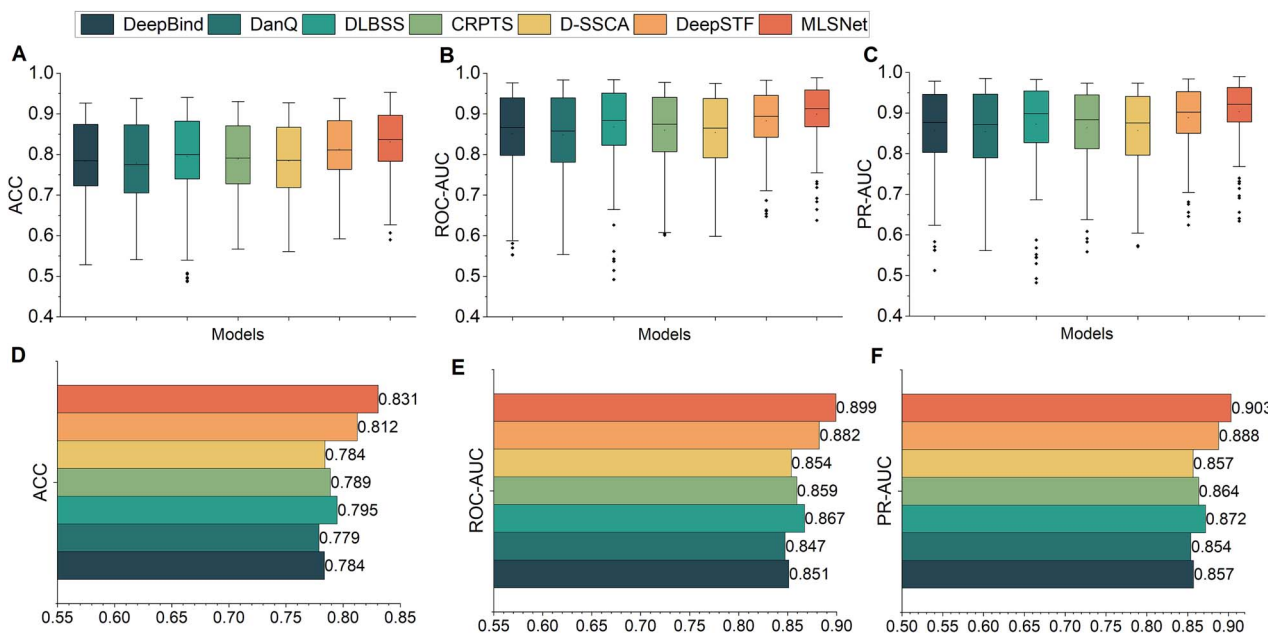 DeepBind DanQ DLBSS CRPTS D-SSCA DeepSTF MLSNet
A
1.0
0.9
0.8
0.7
0.6
0.5
0.4
ACC
Models
B
1.0
0.9
0.8
0.7
0.6
0.5
0.4
ROC-AUC
Models
C
1.0
0.9
0.8
0.7
0.6
0.5
0.4
PR-AUC
Models
D
ACC
0.831
0.812
0.784
0.789
0.795
0.779
0.784
0.55 0.60 0.65 0.70 0.75 0.80 0.85
E
ROC-AUC
0.899
0.882
0.854
0.859
0.867
0.847
0.851
0.55 0.60 0.65 0.70 0.75 0.80 0.85 0.90
F
PR-AUC
0.903
0.888
0.857
0.864
0.872
0.854
0.857
0.50 0.55 0.60 0.65 0.70 0.75 0.80 0.85 0.90